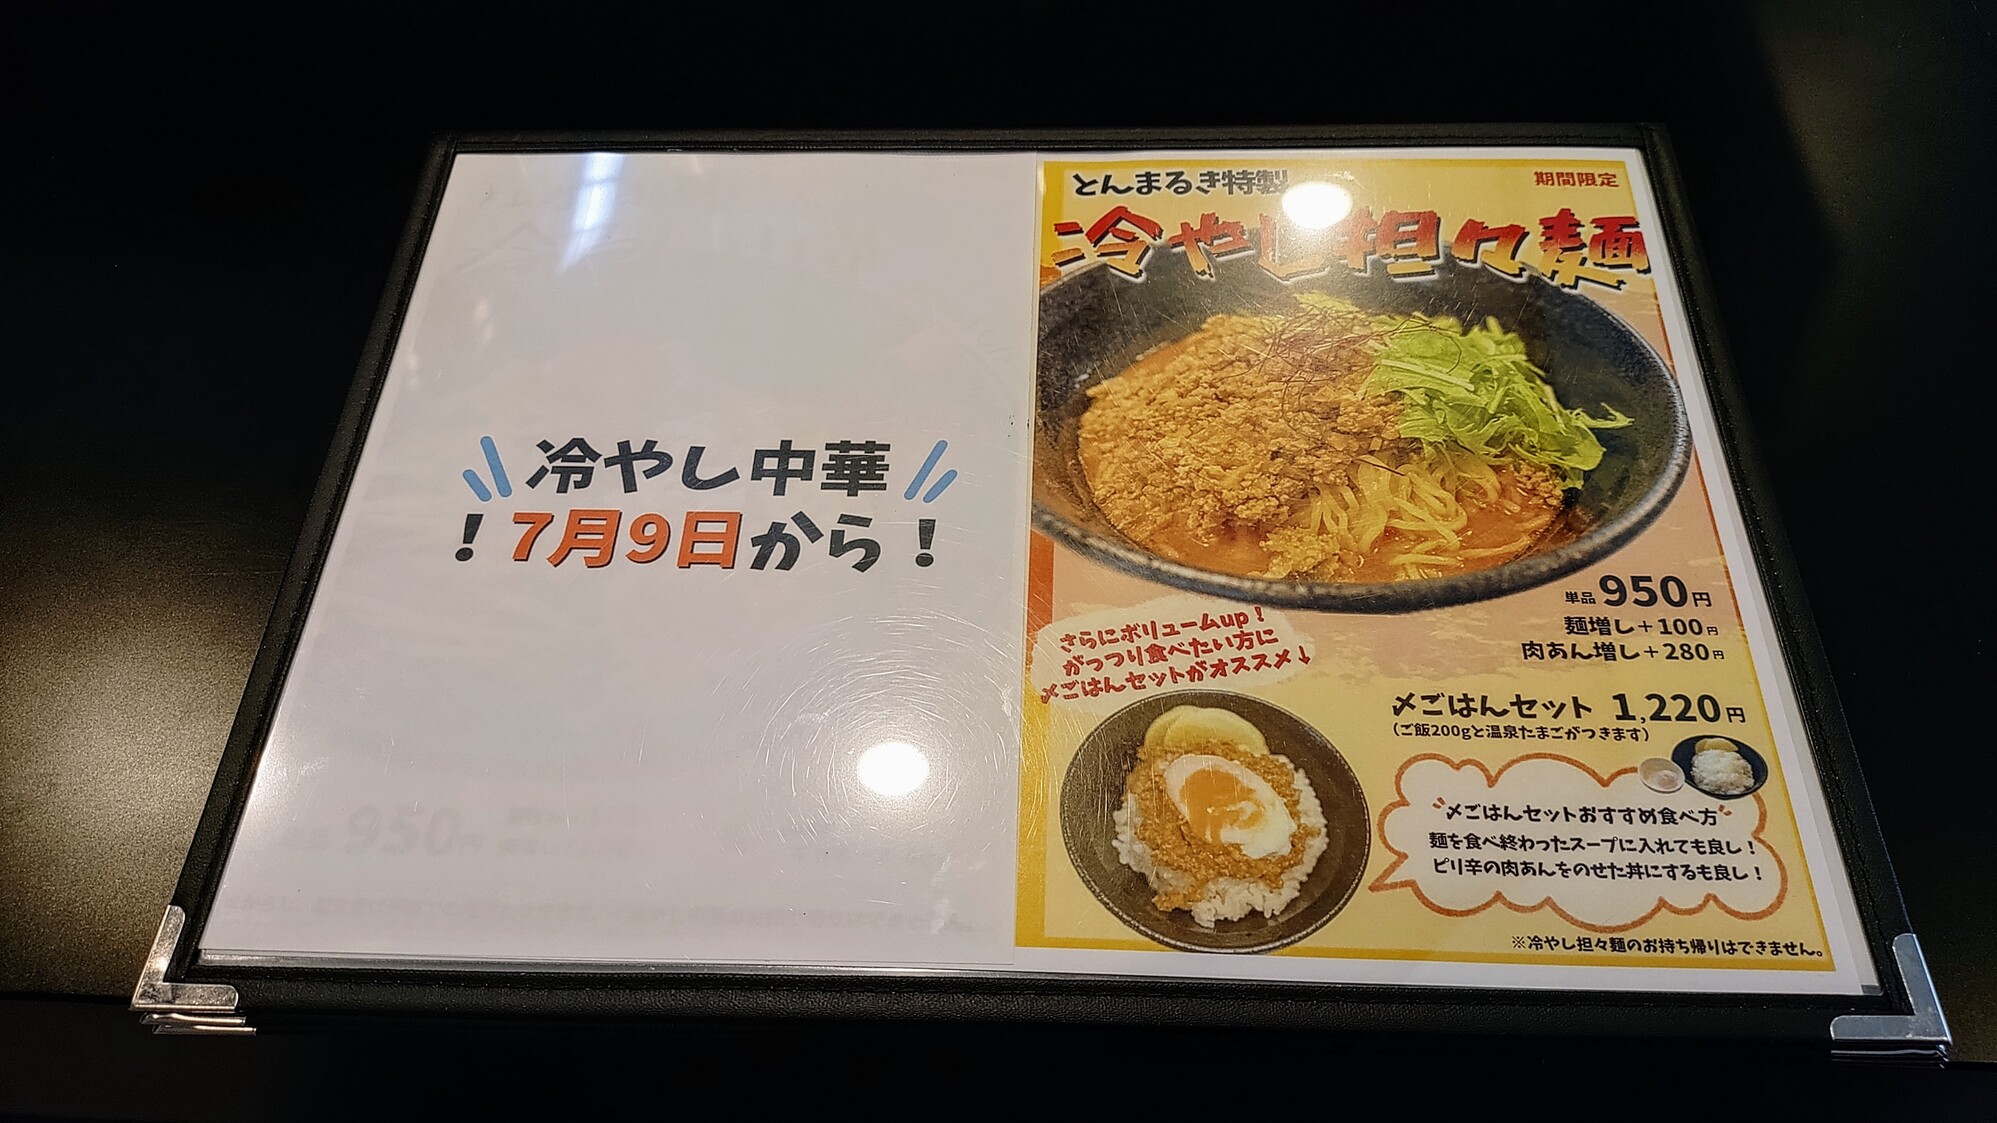 冷やし中華
！7月9日から！
950円
とんまるき特製
期間限定
冷やし担々麺
単品 950円
麺増し＋100円
肉あん増し＋280円
さらにボリュームup！
がっつり食べたい方に
〆ごはんセットがオススメ↓
〆ごはんセット 1,220円
（ご飯200gと温泉たまごがつきます）
〆ごはんセットおすすめ食べ方
麺を食べ終わったスープに入れても良し！
ピリ辛の肉あんをのせた丼にするも良し！
※冷やし担々麺のお持ち帰りはできません。